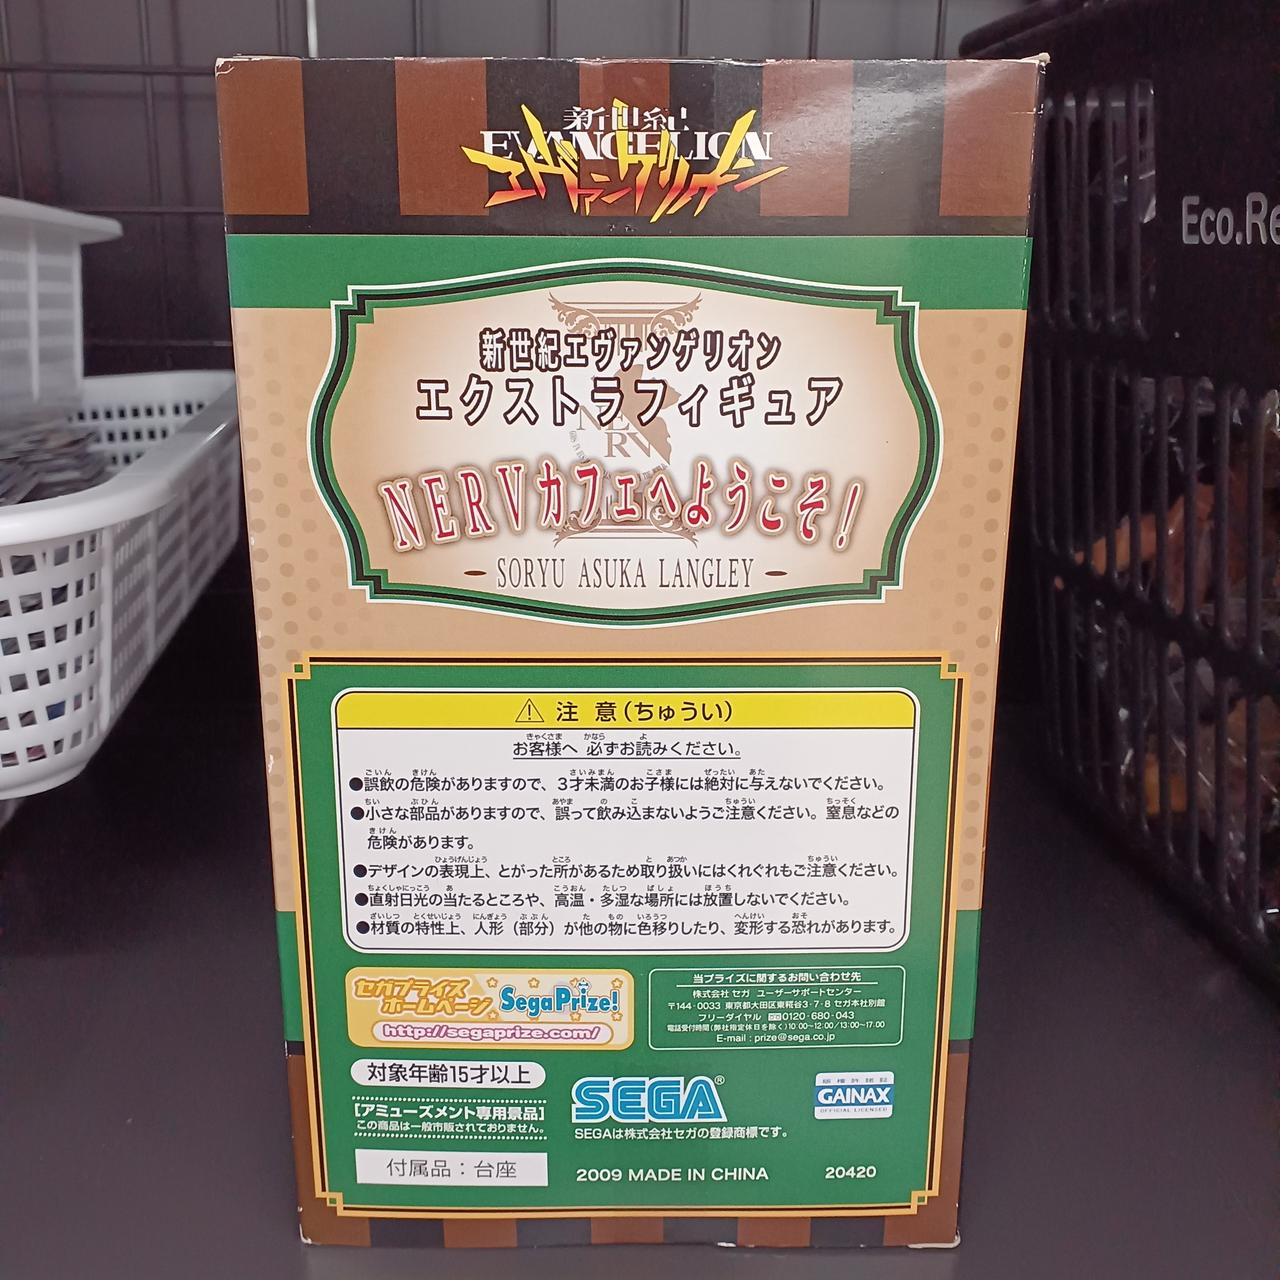 新世紀
EVANGELION
エヴァンゲリオン
新世紀エヴァンゲリオン
エクストラフィギュア
NERV
NERVカフェへようこそ!
SORYU ASUKA LANGLEY
Eco.Re
注意(ちゅうい)
お客様へ 必ずお読みください。
●誤飲の危険がありますので、3才未満のお子様には絶対に与えないでください。
●小さな部品がありますので、誤って飲み込まないようご注意ください。窒息などの
危険があります。
●デザインの表現上、とがった所があるため取り扱いにはくれぐれもご注意ください。
●直射日光の当たるところや、高温・多湿な場所には放置しないでください。
●材質の特性上、人形(部分)が他の物に色移りしたり、変形する恐れがあります。
セガプライズ
ホームページ
SegaPrize!
http://segaprize.com/
当プライズに関するお問い合わせ先
株式会社 セガ ユーザーサポートセンター
〒144-0033 東京都大田区東糀谷3-7-8 セガ本社別館
フリーダイヤル 0120-680-043
電話受付時間(弊社指定休日を除く)10:00~12:00/13:00~17:00
E-mail : prize@sega.co.jp
対象年齢15才以上
[アミューズメント専用景品]
この商品は一般市販されておりません。
付属品:台座
SEGA®
SEGAは株式会社セガの登録商標です。
版権許諾証
GAINAX
OFFICIAL LICENSED
2009 MADE IN CHINA
20420